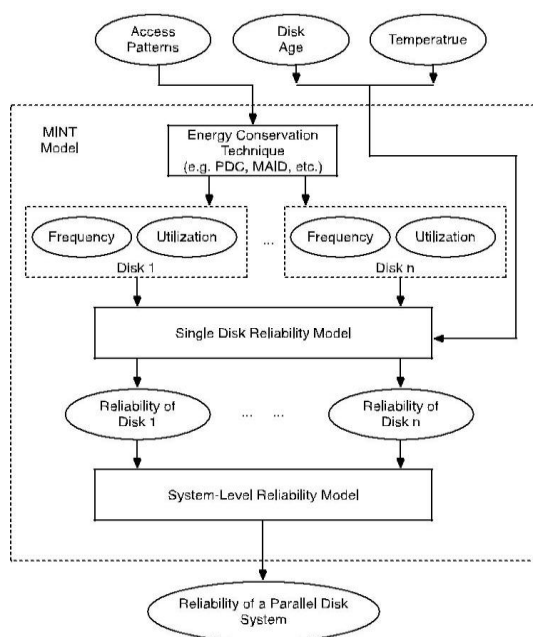 Access
Patterns
Disk
Age
Temperatrue
MINT
Model
Energy Conservation
Technique
(e.g. PDC, MAID, etc.)
Frequency
Utilization
...
Frequency
Utilization
Disk 1
Disk n
Single Disk Reliability Model
Reliability of
Disk 1
... ...
Reliability of
Disk n
System-Level Reliability Model
Reliability of a Parallel Disk
System